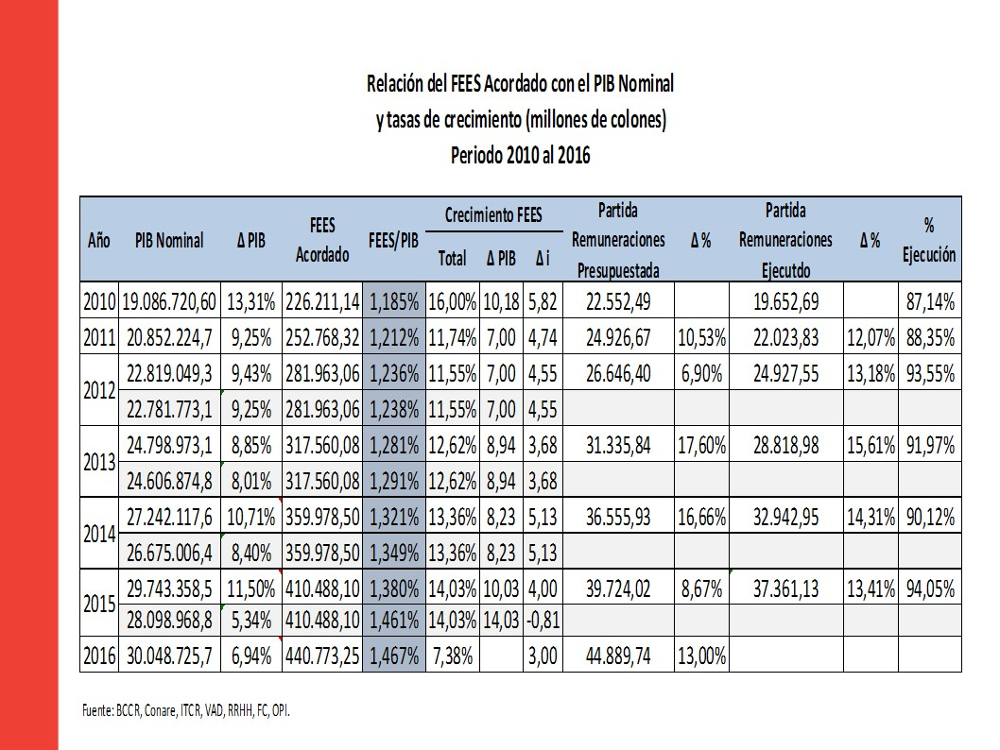 Relación del FEES Acordado con el PIB Nominal
y tasas de crecimiento (millones de colones)
Periodo 2010 al 2016
Año PIB Nominal Δ PIB FEES Acordado FEES/PIB Crecimiento FEES Partida Remuneraciones Presupuestada Δ % Partida Remuneraciones Ejecutdo Δ % % Ejecución
Total Δ PIB Δ i
2010 19.086.720,60 13,31% 226.211,14 1,185% 16,00% 10,18 5,82 22.552,49 19.652,69 87,14%
2011 20.852.224,7 9,25% 252.768,32 1,212% 11,74% 7,00 4,74 24.926,67 10,53% 22.023,83 12,07% 88,35%
2012 22.819.049,3 9,43% 281.963,06 1,236% 11,55% 7,00 4,55 26.646,40 6,90% 24.927,55 13,18% 93,55%
22.781.773,1 9,25% 281.963,06 1,238% 11,55% 7,00 4,55
2013 24.798.973,1 8,85% 317.560,08 1,281% 12,62% 8,94 3,68 31.335,84 17,60% 28.818,98 15,61% 91,97%
24.606.874,8 8,01% 317.560,08 1,291% 12,62% 8,94 3,68
2014 27.242.117,6 10,71% 359.978,50 1,321% 13,36% 8,23 5,13 36.555,93 16,66% 32.942,95 14,31% 90,12%
26.675.006,4 8,40% 359.978,50 1,349% 13,36% 8,23 5,13
2015 29.743.358,5 11,50% 410.488,10 1,380% 14,03% 10,03 4,00 39.724,02 8,67% 37.361,13 13,41% 94,05%
28.098.968,8 5,34% 410.488,10 1,461% 14,03% 14,03 -0,81
2016 30.048.725,7 6,94% 440.773,25 1,467% 7,38% 3,00 44.889,74 13,00%
Fuente: BCCR, Conare, ITCR, VAD, RRHH, FC, OPI.